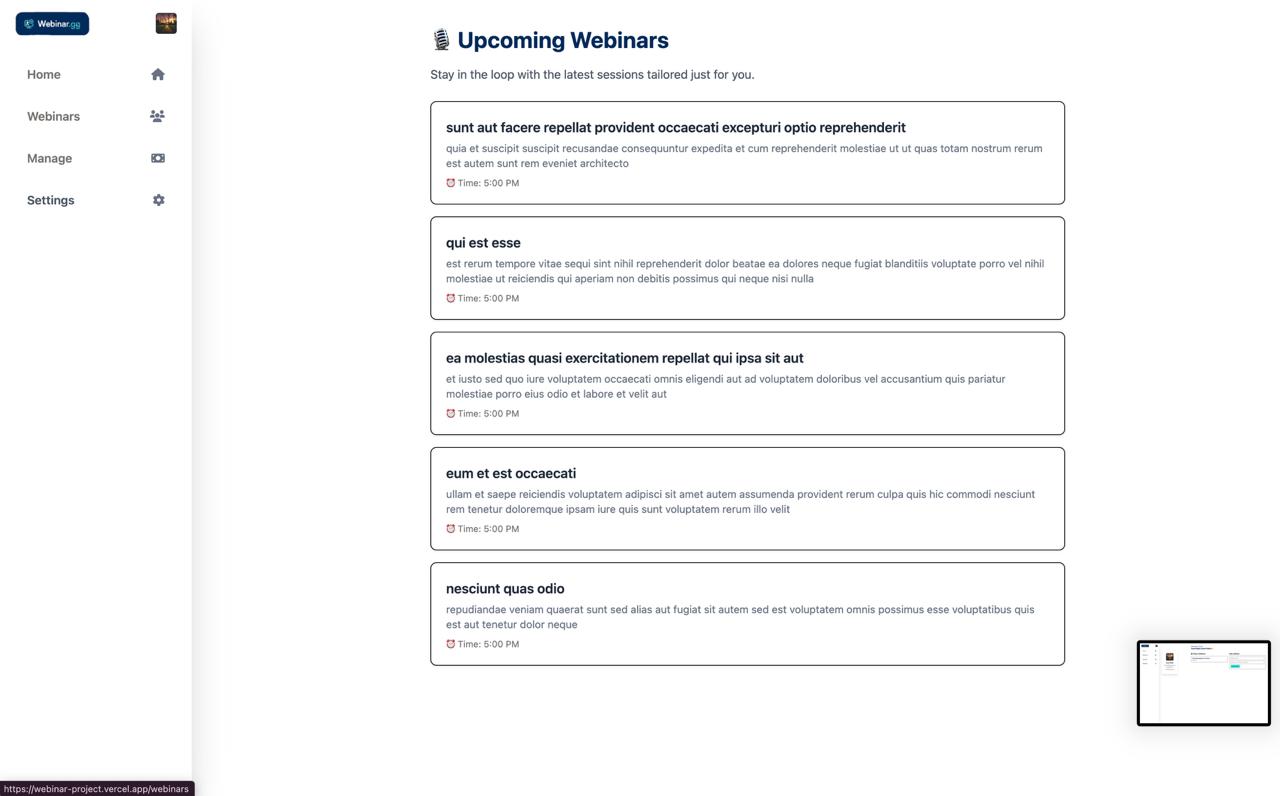 Webinar.gg
Home
Webinars
Manage
Settings
🎙️ Upcoming Webinars
Stay in the loop with the latest sessions tailored just for you.
sunt aut facere repellat provident occaecati excepturi optio reprehenderit
quia et suscipit suscipit recusandae consequuntur expedita et cum reprehenderit molestiae ut ut quas totam nostrum rerum
est autem sunt rem eveniet architecto
⏰ Time: 5:00 PM
qui est esse
est rerum tempore vitae sequi sint nihil reprehenderit dolor beatae ea dolores neque fugiat blanditiis voluptate porro vel nihil
molestiae ut reiciendis qui aperiam non debitis possimus qui neque nisi nulla
⏰ Time: 5:00 PM
ea molestias quasi exercitationem repellat qui ipsa sit aut
et iusto sed quo iure voluptatem occaecati omnis eligendi aut ad voluptatem doloribus vel accusantium quis pariatur
molestiae porro eius odio et labore et velit aut
⏰ Time: 5:00 PM
eum et est occaecati
ullam et saepe reiciendis voluptatem adipisci sit amet autem assumenda provident rerum culpa quis hic commodi nesciunt
rem tenetur doloremque ipsam iure quis sunt voluptatem rerum illo velit
⏰ Time: 5:00 PM
nesciunt quas odio
repudiandae veniam quaerat sunt sed alias aut fugiat sit autem sed est voluptatem omnis possimus esse voluptatibus quis
est aut tenetur dolor neque
⏰ Time: 5:00 PM
https://webinar-project.vercel.app/webinars